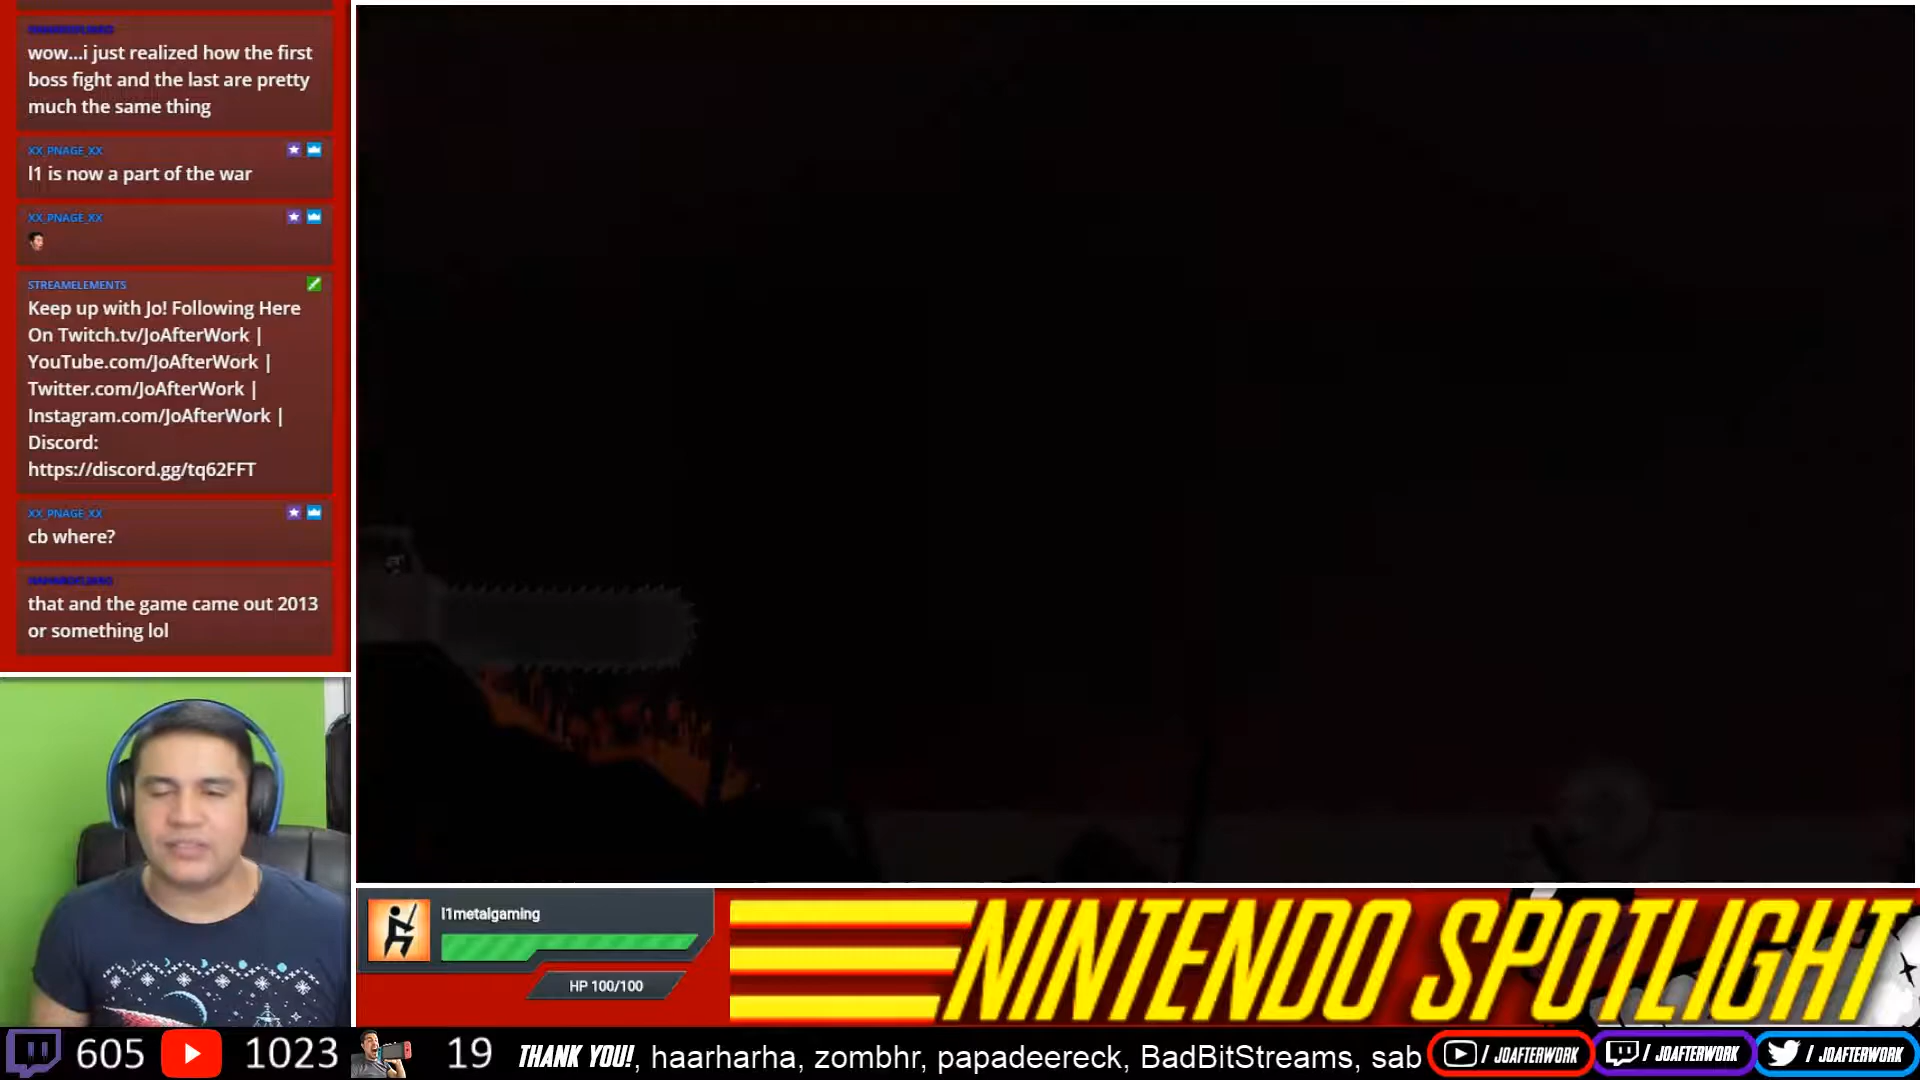 wow...i just realized how the first
boss fight and the last are pretty
much the same thing
XX_PNAGE_XX
l1 is now a part of the war
XX_PNAGE_XX
STREAMELEMENTS
Keep up with Jo! Following Here
On Twitch.tv/JoAfterWork |
YouTube.com/JoAfterWork |
Twitter.com/JoAfterWork |
Instagram.com/JoAfterWork |
Discord:
https://discord.gg/tq62FFT
XX_PNAGE_XX
cb where?
that and the game came out 2013
or something lol
l1metalgaming
HP 100/100
NINTENDO SPOTLIGHT
605 1023 19 THANK YOU!, haarharha, zombhr, papadeereck, BadBitStreams, sab
/ JOAFTERWORK / JOAFTERWORK / JOAFTERWORK